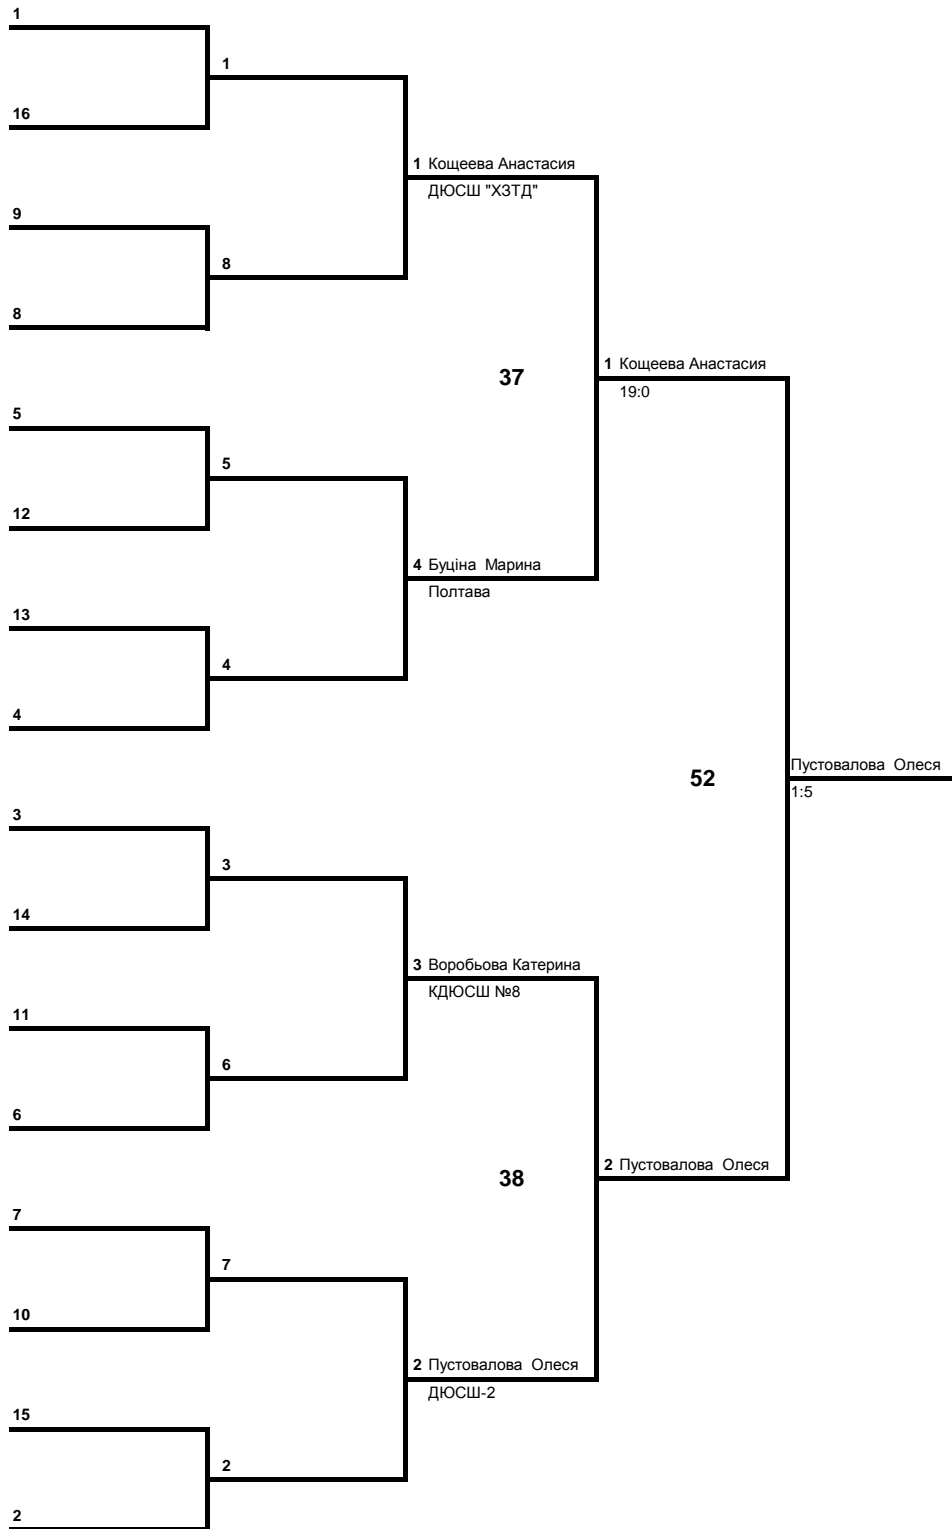 1
1
16
1 Кощеева Анастасия
ДЮСШ "ХЗТД"
9
8
8
37
1 Кощеева Анастасия
19:0
5
5
12
4 Буціна Марина
Полтава
13
4
4
52
Пустовалова Олеся
1:5
3
3
14
3 Воробьова Катерина
КДЮСШ №8
11
6
6
38
2 Пустовалова Олеся
7
7
10
2 Пустовалова Олеся
ДЮСШ-2
15
2
2